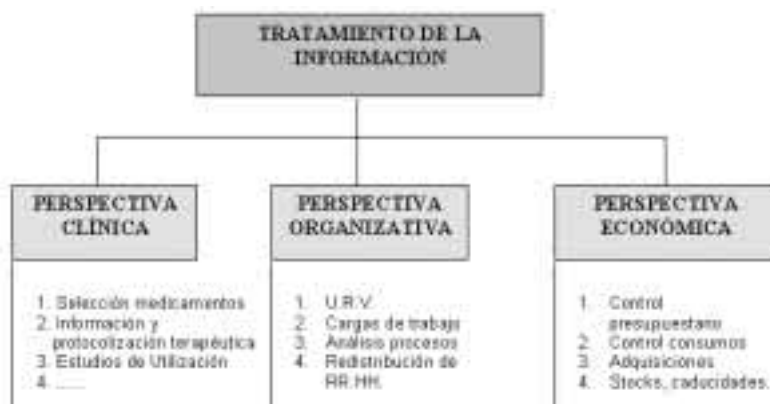 TRATAMIENTO DE LA
INFORMACIÓN
PERSPECTIVA
CLÍNICA
1. Selección medicamentos
2. Información y
protocolización terapéutica
3. Estudios de Utilización
4. ......
PERSPECTIVA
ORGANIZATIVA
1. U.R.V.
2. Cargas de trabajo
3. Análisis procesos
4. Redistribución de
RR.HH.
PERSPECTIVA
ECONÓMICA
1. Control
presupuestario
2. Control consumos
3. Adquisiciones
4. Stocks, caducidades.